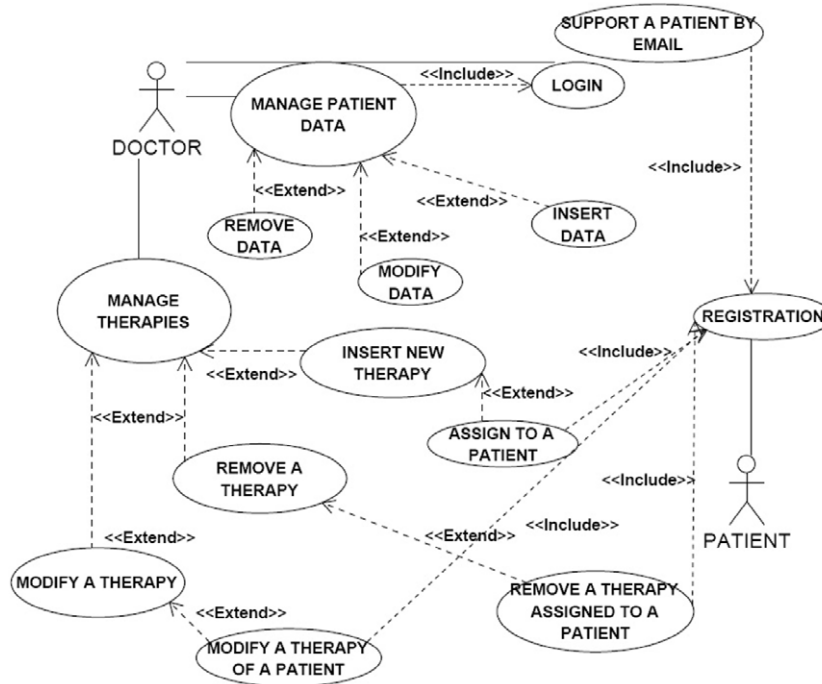 SUPPORT A PATIENT BY
EMAIL
<<Include>>
LOGIN
MANAGE PATIENT
DATA
DOCTOR
<<Include>>
<<Extend>>
<<Extend>>
REMOVE
DATA
INSERT
DATA
<<Extend>>
MODIFY
DATA
MANAGE
THERAPIES
REGISTRATION
INSERT NEW
THERAPY
<<Include>>
<<Extend>>
<<Extend>>
<<Extend>>
ASSIGN TO A
PATIENT
REMOVE A
THERAPY
<<Include>>
<<Extend>>
<<Extend>>
<<Include>>
PATIENT
MODIFY A THERAPY
REMOVE A THERAPY
ASSIGNED TO A
PATIENT
<<Extend>>
MODIFY A THERAPY
OF A PATIENT